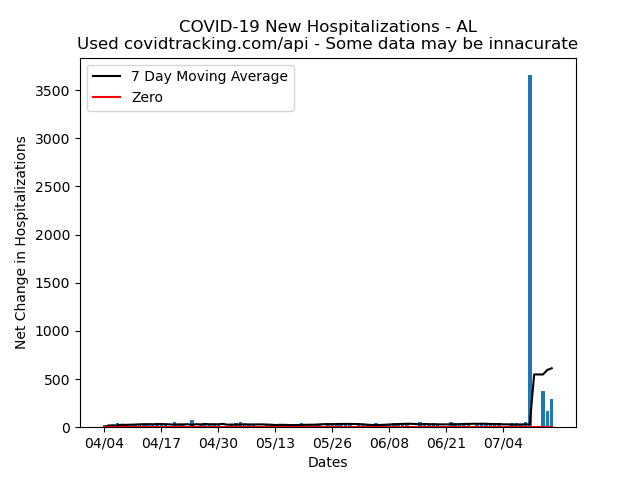 COVID-19 New Hospitalizations - AL
Used covidtracking.com/api - Some data may be innacurate
7 Day Moving Average
Zero
Net Change in Hospitalizations
3500
3000
2500
2000
1500
1000
500
0
04/04 04/17 04/30 05/13 05/26 06/08 06/21 07/04
Dates